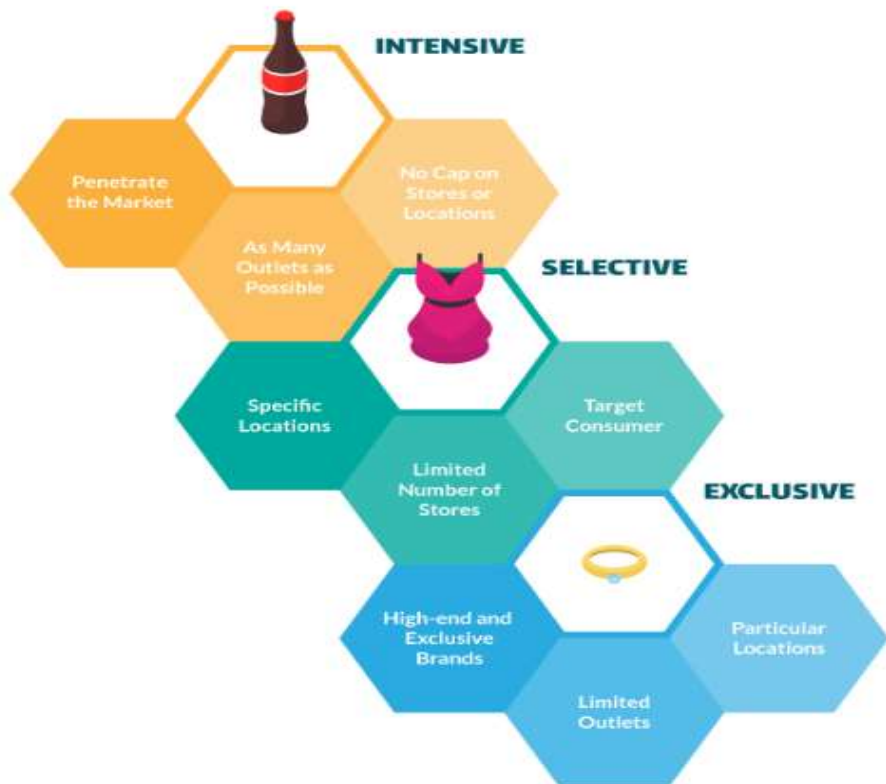 INTENSIVE
Penetrate
the Market
No Cap on
Stores or
Locations
As Many
Outlets as
Possible
SELECTIVE
Specific
Locations
Target
Consumer
Limited
Number of
Stores
EXCLUSIVE
High-end and
Exclusive
Brands
Particular
Locations
Limited
Outlets